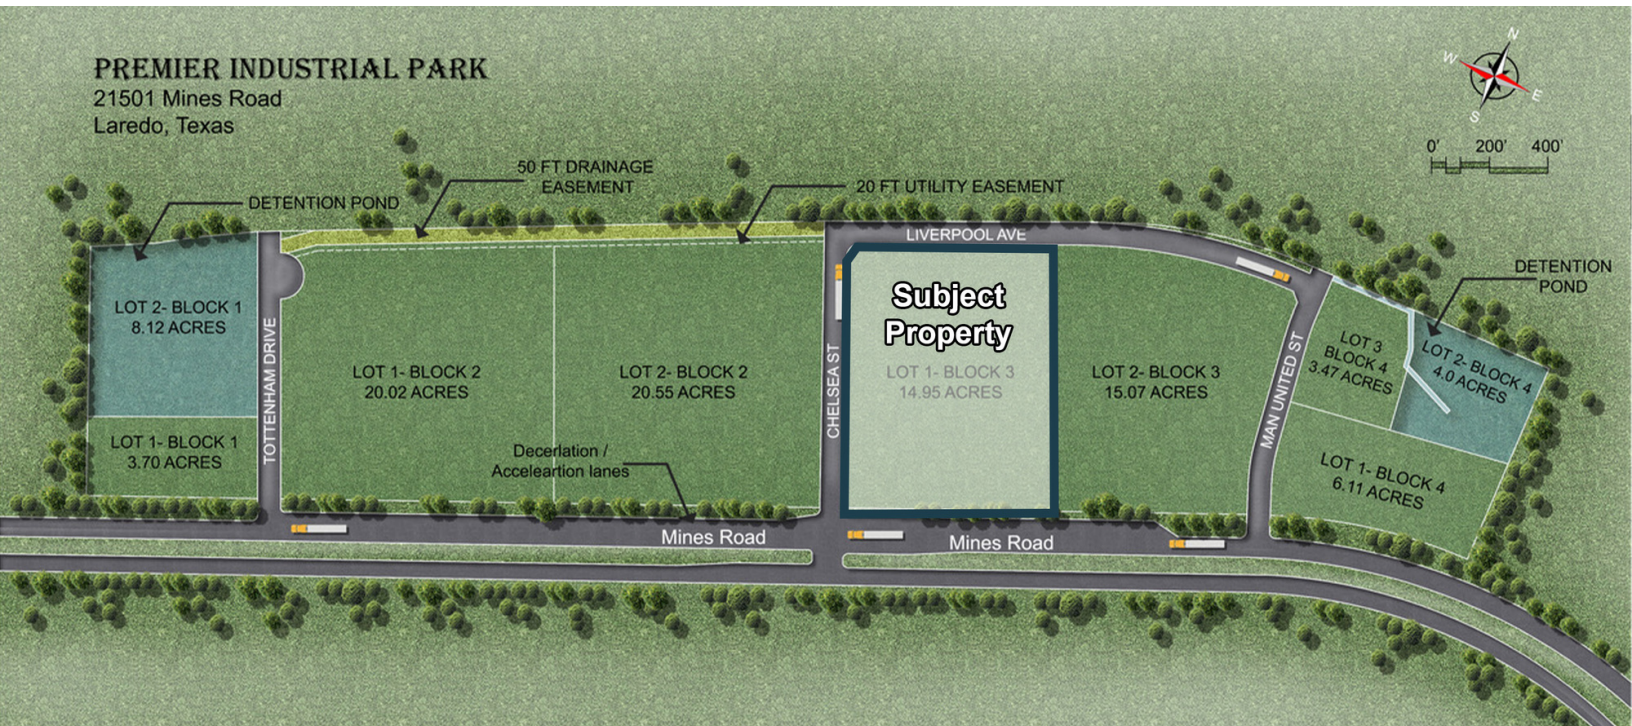 PREMIER INDUSTRIAL PARK
21501 Mines Road
Laredo, Texas
N
W
E
S
0' 200' 400'
50 FT DRAINAGE
EASEMENT
20 FT UTILITY EASEMENT
DETENTION POND
LIVERPOOL AVE
DETENTION
POND
LOT 2- BLOCK 1
8.12 ACRES
LOT 1- BLOCK 1
3.70 ACRES
TOTTENHAM DRIVE
LOT 1- BLOCK 2
20.02 ACRES
LOT 2- BLOCK 2
20.55 ACRES
Decerlation /
Acceleartion lanes
CHELSEA ST
Subject
Property
LOT 1- BLOCK 3
14.95 ACRES
LOT 2- BLOCK 3
15.07 ACRES
MAN UNITED ST
LOT 3
BLOCK 4
3.47 ACRES
LOT 2- BLOCK 4
4.0 ACRES
LOT 1- BLOCK 4
6.11 ACRES
Mines Road
Mines Road